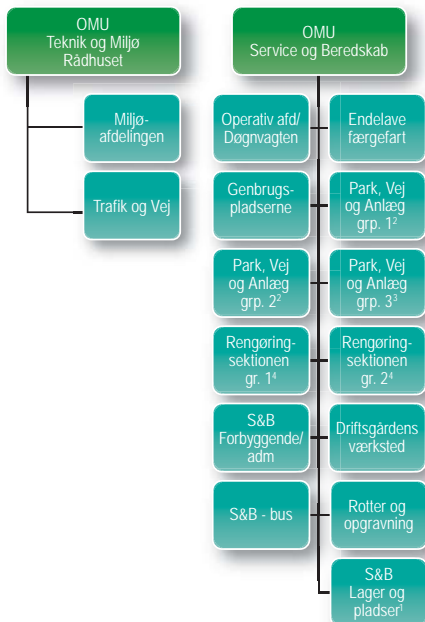 OMU
Teknik og Miljø
Rådhuset
Miljø-
afdelingen
Trafik og Vej
OMU
Service og Beredskab
Operativ afd/
Døgnvagten
Endelave
færgefart
Genbrugs-
pladserne
Park, Vej
og Anlæg
grp. 1²
Park, Vej
og Anlæg
grp. 2²
Park, Vej
og Anlæg
grp. 3³
Rengøring-
sektionen
gr. 1⁴
Rengøring-
sektionen
gr. 2⁴
S&B
Forbyggende/
adm
Driftsgårdens
værksted
S&B - bus
Rotter og
opgravning
S&B
Lager og
pladser¹